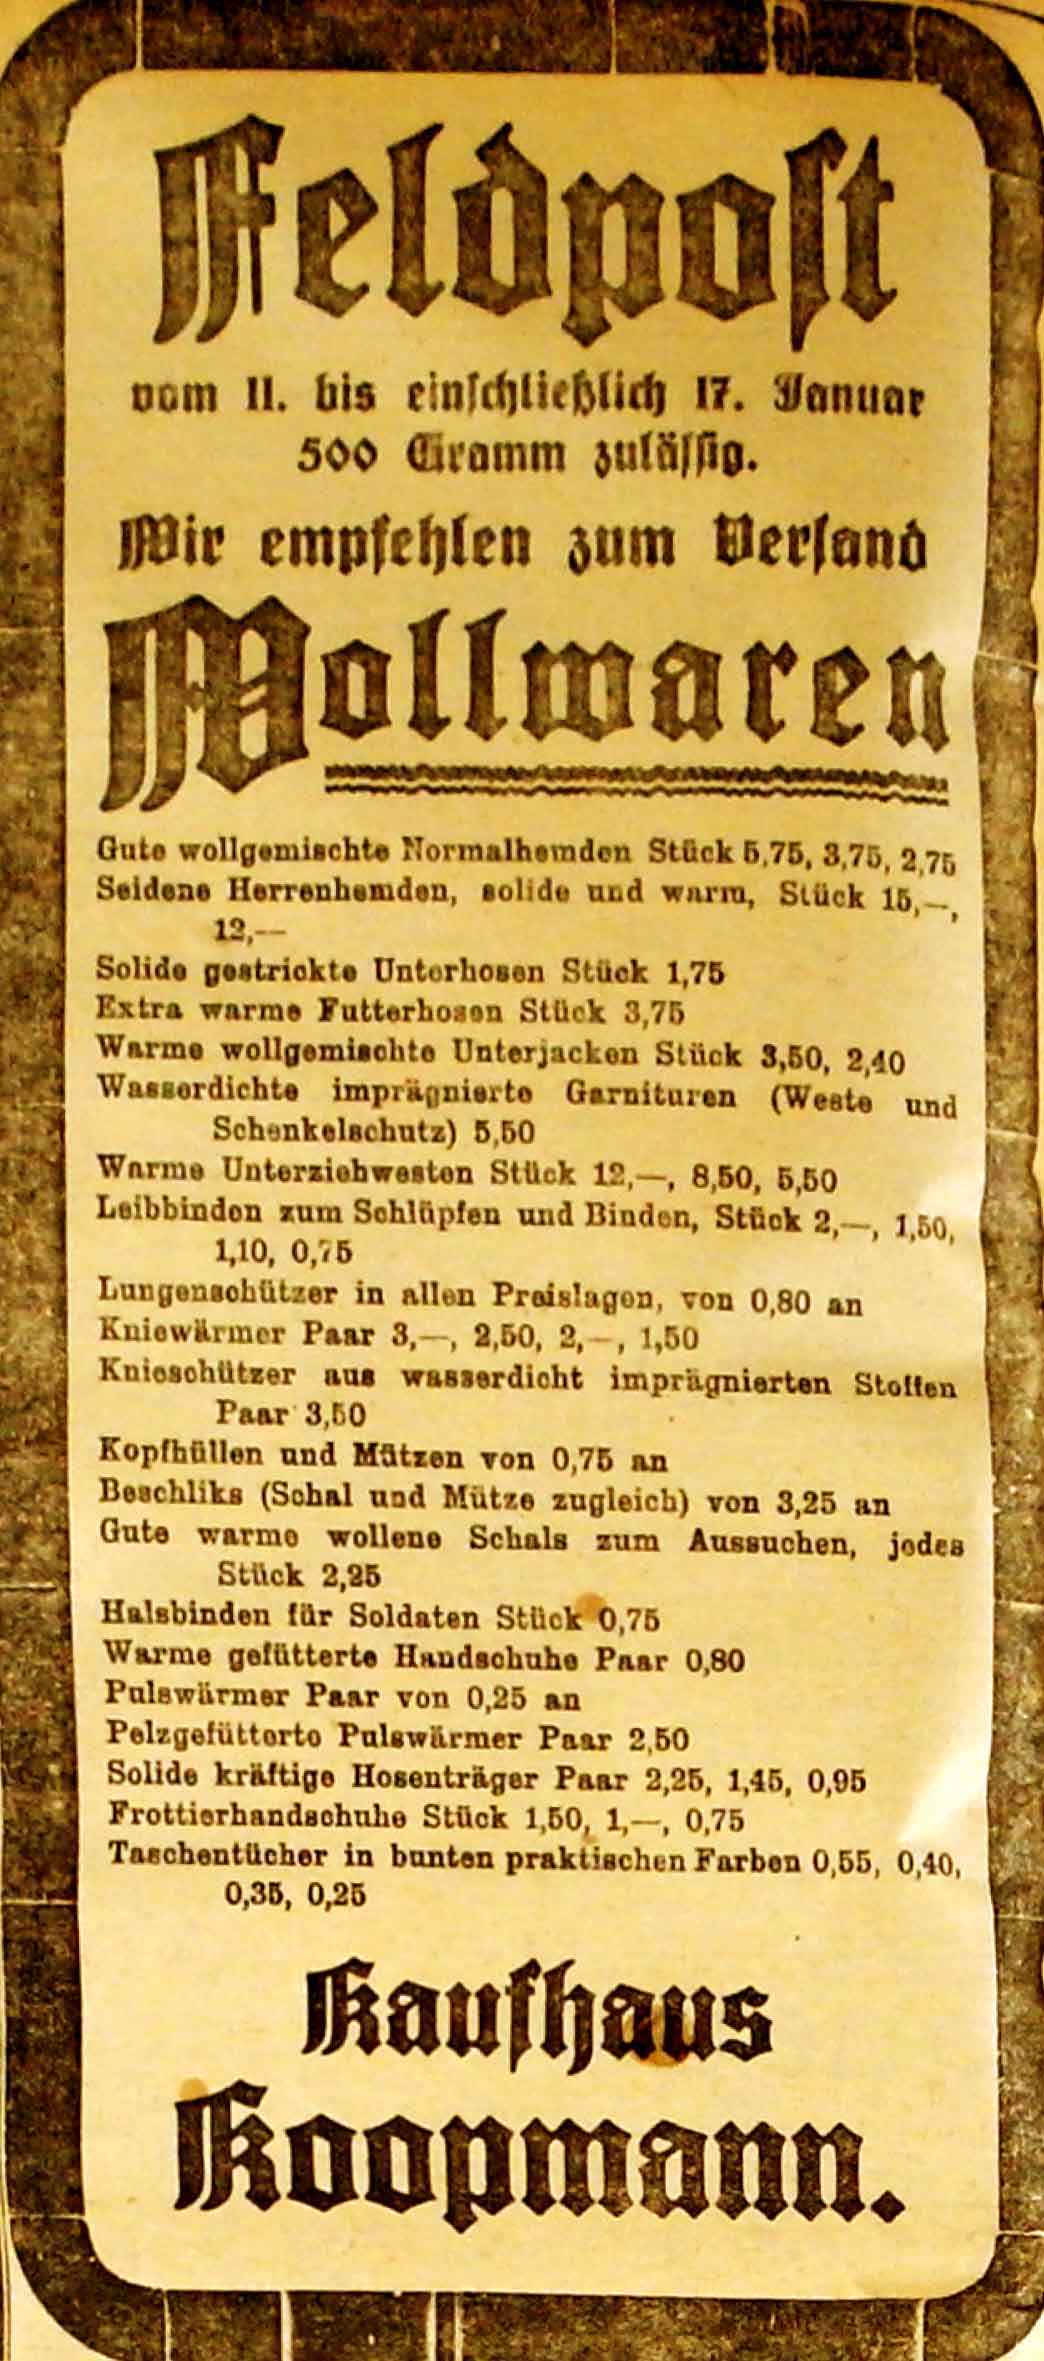 Feldpost
vom 11. bis einschließlich 17. Januar
500 Gramm zulässig.
Wir empfehlen zum Versand
Wollwaren
Gute wollgemischte Normalhemden Stück 5,75, 3,75, 2,75
Seidene Herrenhemden, solide und warm, Stück 15,—,
12,—
Solide gestrickte Unterhosen Stück 1,75
Extra warme Futterhosen Stück 3,75
Warme wollgemischte Unterjacken Stück 3,50, 2,40
Wasserdichte imprägnierte Garnituren (Weste und
Schenkelschutz) 5,50
Warme Unterziehwesten Stück 12,—, 8,50, 5,50
Leibbinden zum Schlüpfen und Binden, Stück 2,—, 1,50,
1,10, 0,75
Lungenschützer in allen Preislagen, von 0,80 an
Kniewärmer Paar 3,—, 2,50, 2,—, 1,50
Knieschützer aus wasserdicht imprägnierten Stoffen
Paar 3,50
Kopfhüllen und Mützen von 0,75 an
Beschliks (Schal und Mütze zugleich) von 3,25 an
Gute warme wollene Schals zum Aussuchen, jedes
Stück 2,25
Halsbinden für Soldaten Stück 0,75
Warme gefütterte Handschuhe Paar 0,80
Pulswärmer Paar von 0,25 an
Pelzgefütterte Pulswärmer Paar 2,50
Solide kräftige Hosenträger Paar 2,25, 1,45, 0,95
Frottierhandschuhe Stück 1,50, 1,—, 0,75
Taschentücher in bunten praktischen Farben 0,55, 0,40,
0,35, 0,25
Kaufhaus
Koopmann.